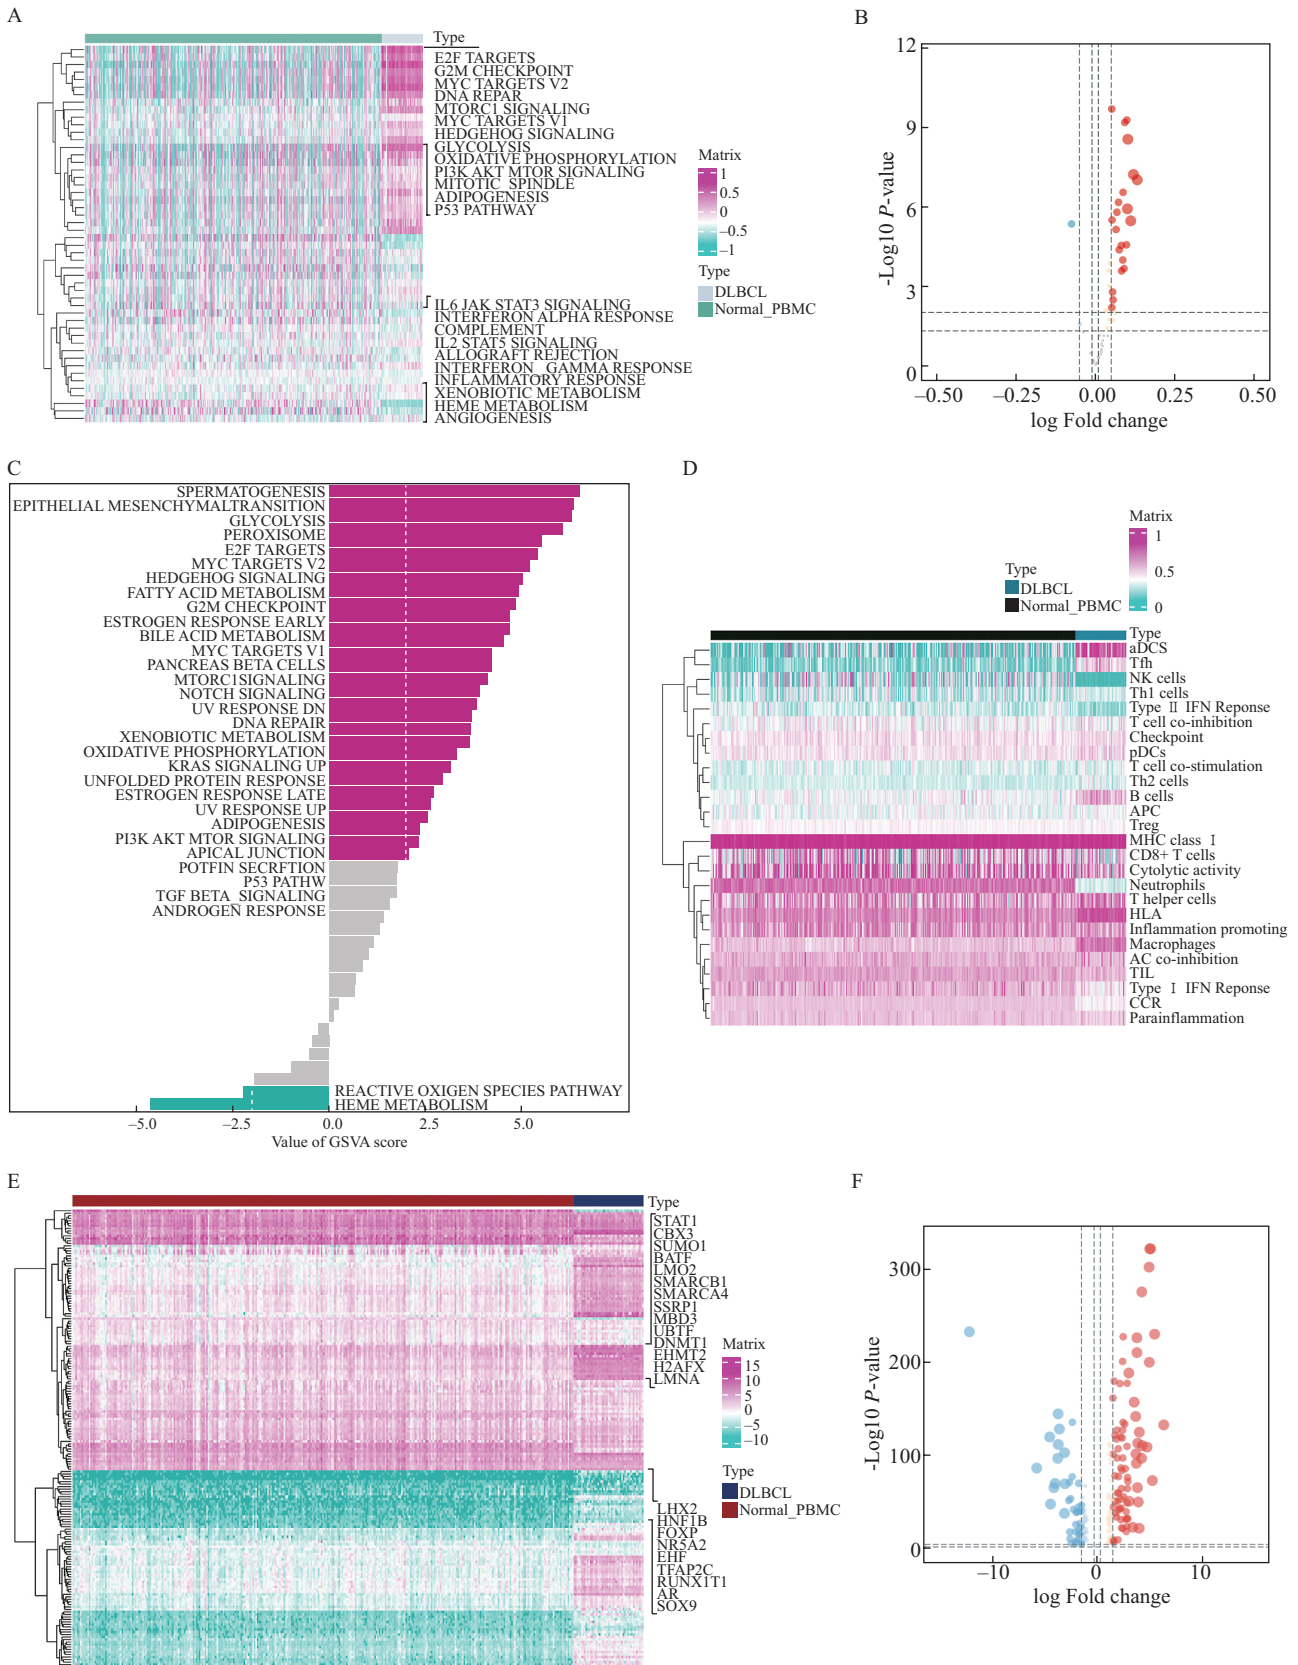 A
Type
E2F TARGETS
G2M CHECKPOINT
MYC TARGETS V2
DNA REPAR
MTORC1 SIGNALING
MYC TARGETS V1
HEDGEHOG SIGNALING
GLYCOLYSIS
OXIDATIVE PHOSPHORYLATION
PI3K AKT MTOR SIGNALING
MITOTIC_SPINDLE
ADIPOGENESIS
P53 PATHWAY
IL6 JAK STAT3 SIGNALING
INTERFERON ALPHA RESPONSE
COMPLEMENT
IL2 STAT5 SIGNALING
ALLOGRAFT REJECTION
INTERFERON_ GAMMA RESPONSE
INFLAMMATORY RESPONSE
XENOBIOTIC METABOLISM
HEME METABOLISM
ANGIOGENESIS
Matrix
1
0.5
0
−0.5
−1
Type
DLBCL
Normal_PBMC
B
12
9
6
3
0
-Log10 P-value
−0.50
−0.25
0.00
0.25
0.50
log Fold change
C
SPERMATOGENESIS
EPITHELIAL MESENCHYMALTRANSITION
GLYCOLYSIS
PEROXISOME
E2F TARGETS
MYC TARGETS V2
HEDGEHOG SIGNALING
FATTY ACID METABOLISM
G2M CHECKPOINT
ESTROGEN RESPONSE EARLY
BILE ACID METABOLISM
MYC TARGETS V1
PANCREAS BETA CELLS
MTORC1SIGNALING
NOTCH SIGNALING
UV RESPONSE DN
DNA REPAIR
XENOBIOTIC METABOLISM
OXIDATIVE PHOSPHORYLATION
KRAS SIGNALING UP
UNFOLDED PROTEIN RESPONSE
ESTROGEN RESPONSE LATE
UV RESPONSE UP
ADIPOGENESIS
PI3K AKT MTOR SIGNALING
APICAL JUNCTION
POTFIN SECRFTION
P53 PATHW
TGF BETA_SIGNALING
ANDROGEN RESPONSE
REACTIVE OXIGEN SPECIES PATHWAY
HEME METABOLISM
−5.0
−2.5
0.0
2.5
5.0
Value of GSVA score
D
Matrix
1
0.5
0
Type
DLBCL
Normal_PBMC
Type
aDCS
Tfh
NK cells
Th1 cells
Type Ⅱ IFN Reponse
T cell co-inhibition
Checkpoint
pDCs
T cell co-stimulation
Th2 cells
B cells
APC
Treg
MHC class Ⅰ
CD8+ T cells
Cytolytic activity
Neutrophils
T helper cells
HLA
Inflammation promoting
Macrophages
AC co-inhibition
TIL
Type Ⅰ IFN Reponse
CCR
Parainflammation
E
Type
STAT1
CBX3
SUMO1
BATF
LMO2
SMARCB1
SMARCA4
SSRP1
MBD3
UBTF
DNMT1
EHMT2
H2AFX
LMNA
LHX2
HNF1B
FOXP
NR5A2
EHF
TFAP2C
RUNX1T1
AR
SOX9
Matrix
15
10
5
0
−5
−10
Type
DLBCL
Normal_PBMC
F
300
200
100
0
-Log10 P-value
−10
0
10
log Fold change